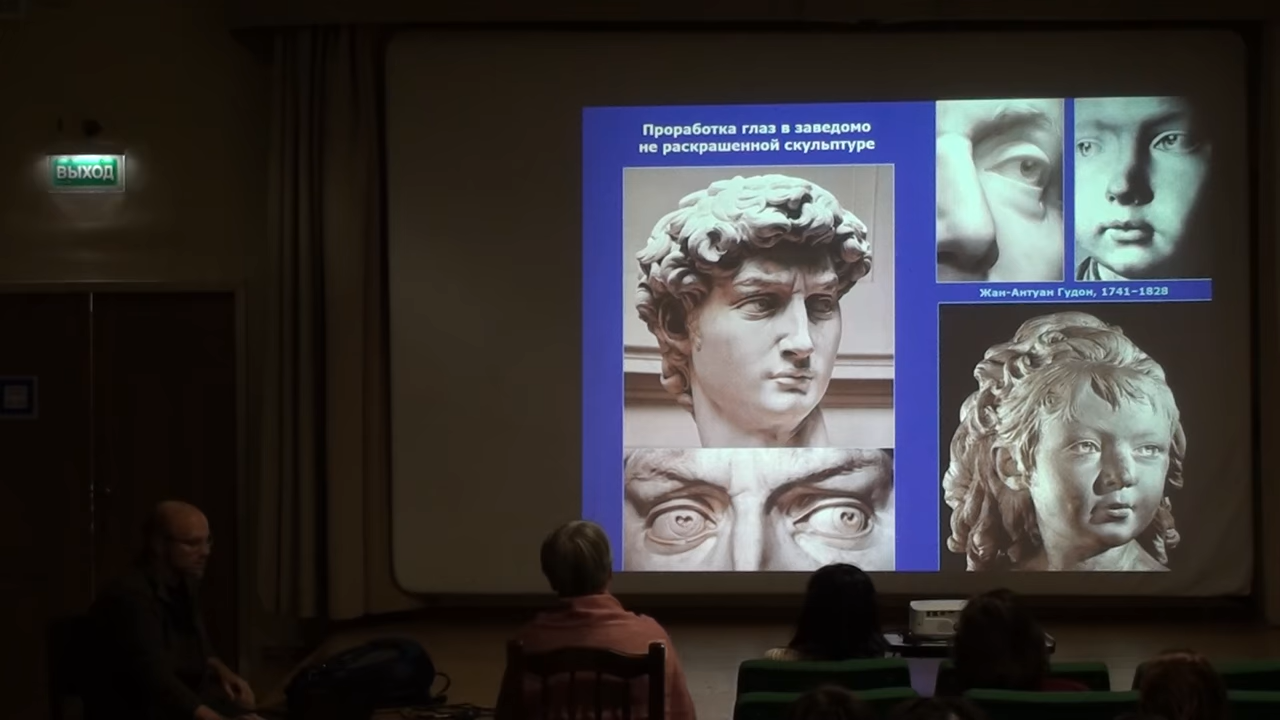 ВЫХОД
Проработка глаз в заведомо
не раскрашенной скульптуре
Жан-Антуан Гудон, 1741–1828